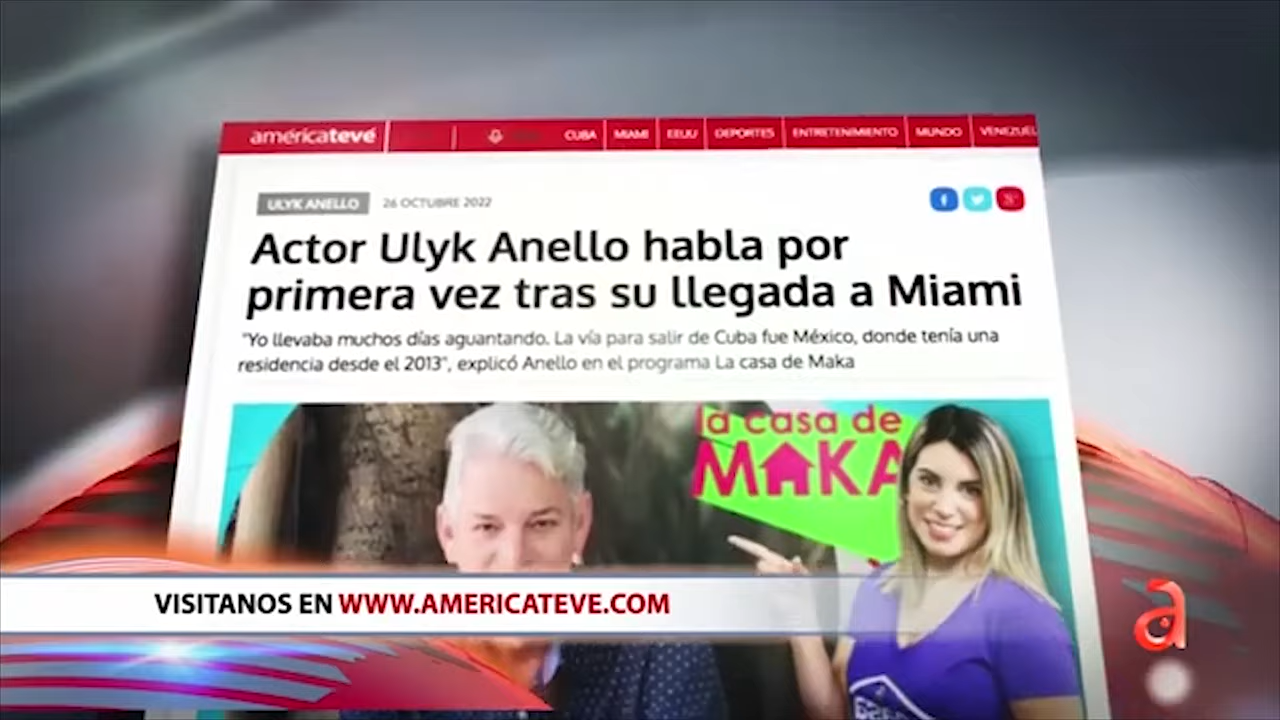 américatevé
CUBA
MIAMI
EEUU
DEPORTES
ENTRETENIMIENTO
MUNDO
ULYK ANELLO
26 OCTUBRE 2022
Actor Ulyk Anello habla por
primera vez tras su llegada a Miami
"Yo llevaba muchos días aguantando. La vía para salir de Cuba fue México, donde tenía una
residencia desde el 2013", explicó Anello en el programa La casa de Maka
la casa de
MAKA
VISITANOS EN WWW.AMERICATEVE.COM
a